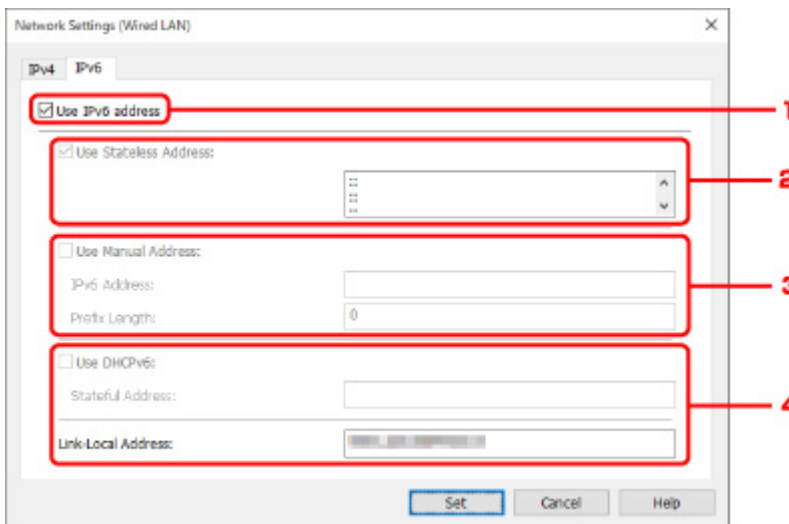 Network Settings (Wired LAN)
IPv4 IPv6
Use IPv6 address
1
Use Stateless Address:
::
::
::
2
Use Manual Address:
IPv6 Address:
3
Prefix Length: 0
Use DHCPv6:
Stateful Address:
4
Link-Local Address:
Set Cancel Help